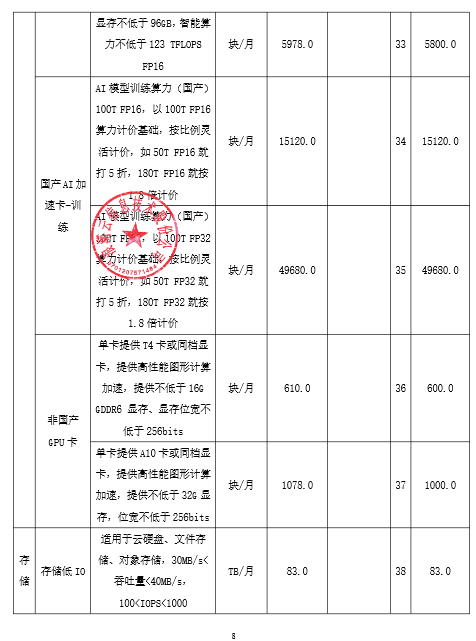 显存不低于 96GB,智能算
力不低于 123 TFLOPS
FP16
块/月
5978.0
33
5800.0
国产 AI 加
速卡-训
练
AI 模型训练算力（国产）
100T FP16，以 100T FP16
算力计价基础，按比例灵
活计价，如 50T FP16 就
打 5 折，180T FP16 就按
1.8 倍计价
块/月
15120.0
34
15120.0
AI 模型训练算力（国产）
100T FP32，以 100T FP32
算力计价基础，按比例灵
活计价，如 50T FP32 就
打 5 折，180T FP32 就按
1.8 倍计价
块/月
49680.0
35
49680.0
非国产
GPU 卡
单卡提供 T4 卡或同档显
卡，提供高性能图形计算
加速，提供不低于 16G
GDDR6 显存、显存位宽不
低于 256bits
块/月
610.0
36
600.0
单卡提供 A10 卡或同档显
卡，提供高性能图形计算
加速，提供不低于 32G 显
存，位宽不低于 256bits
块/月
1078.0
37
1000.0
存
储
存储低 IO
适用于云硬盘、文件存
储、对象存储，30MB/s<
吞吐量<40MB/s，
100<IOPS<1000
TB/月
83.0
38
83.0
8